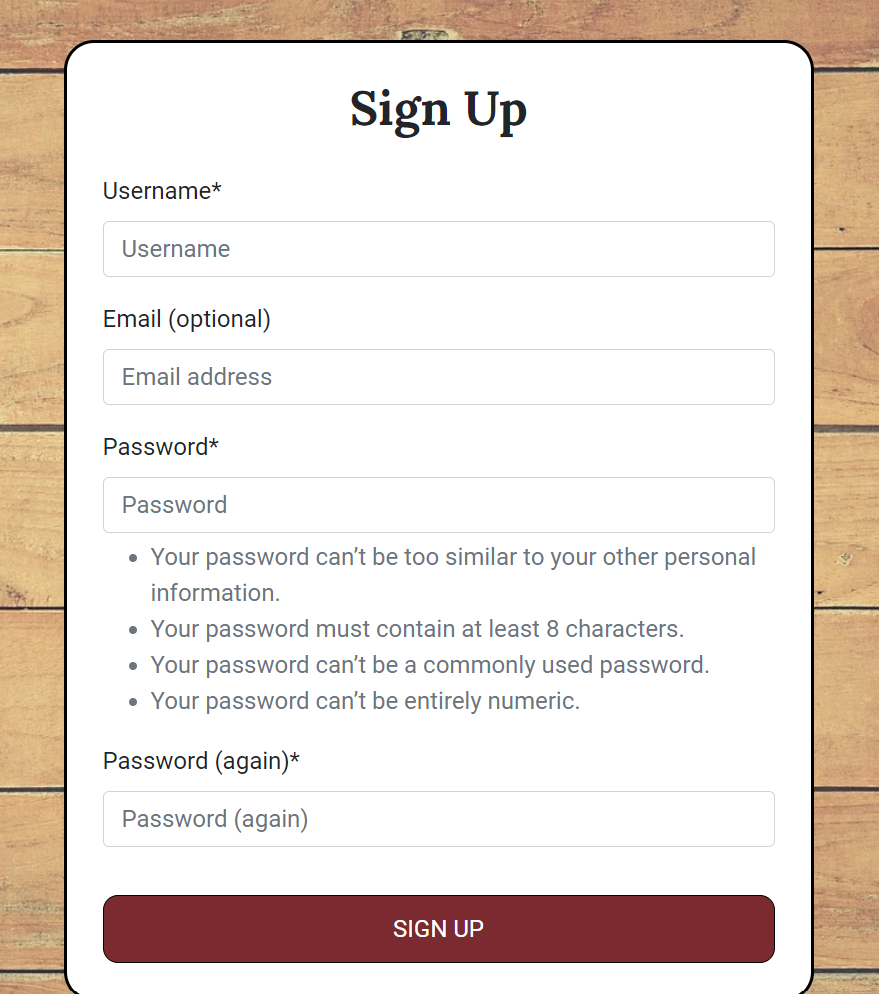 Sign Up
Username*
Username
Email (optional)
Email address
Password*
Password
Your password can’t be too similar to your other personal
information.
Your password must contain at least 8 characters.
Your password can’t be a commonly used password.
Your password can’t be entirely numeric.
Password (again)*
Password (again)
SIGN UP